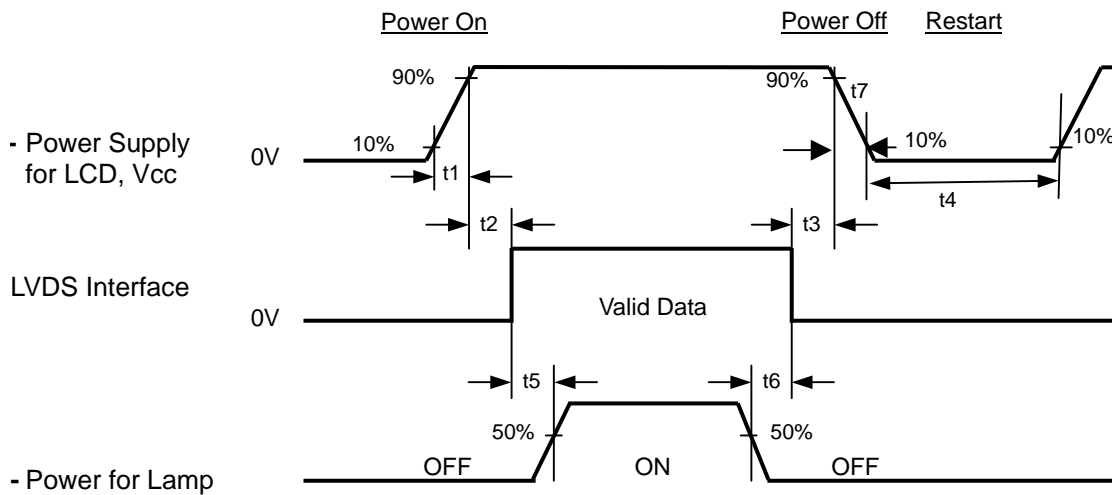 Power On
Power Off Restart
90% 90% t7
- Power Supply
for LCD, Vcc
0V 10% 10% 10%
t1 t4
t2 t3
LVDS Interface
Valid Data
0V
t5 t6
50% 50%
- Power for Lamp OFF ON OFF